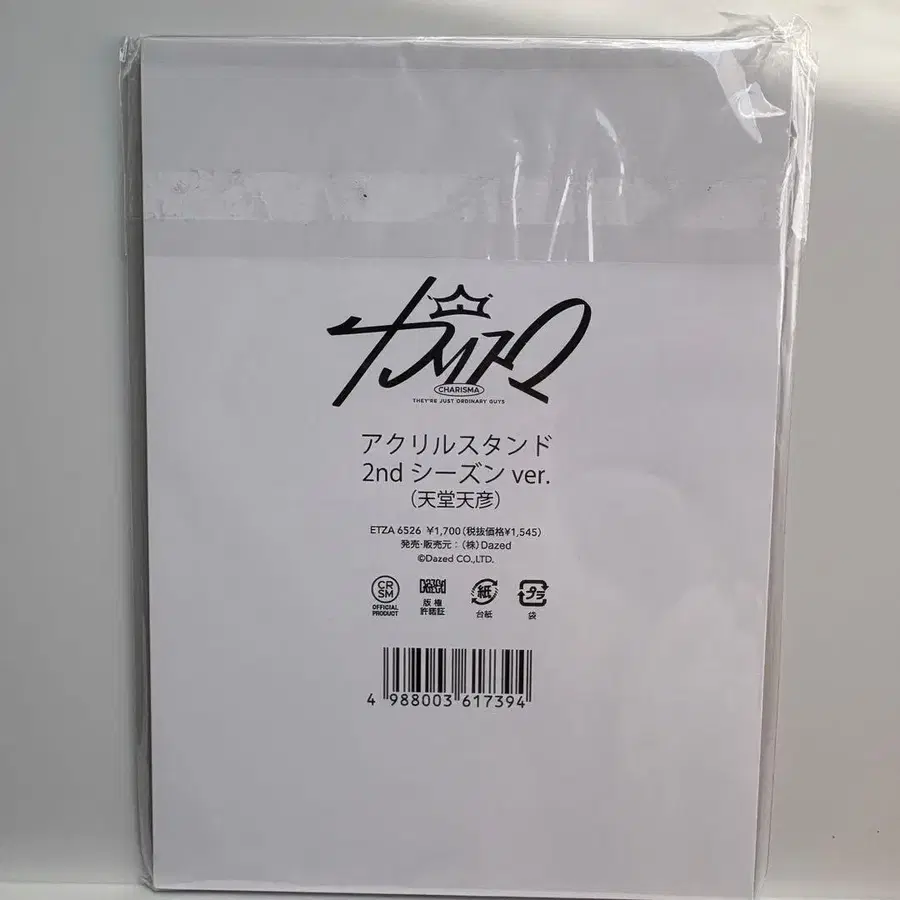 カリスマ
CHARISMA
THEY'RE JUST ORDINARY GUYS
アクリルスタンド
2nd シーズン ver.
(天堂天彦)
ETZA 6526 ¥1,700(税抜価格¥1,545)
発売・販売元:(株)Dazed
©Dazed CO.,LTD.
CR
SM
OFFICIAL
PRODUCT
版権
許諾証
紙
台紙
プラ
袋
4 988003 617394